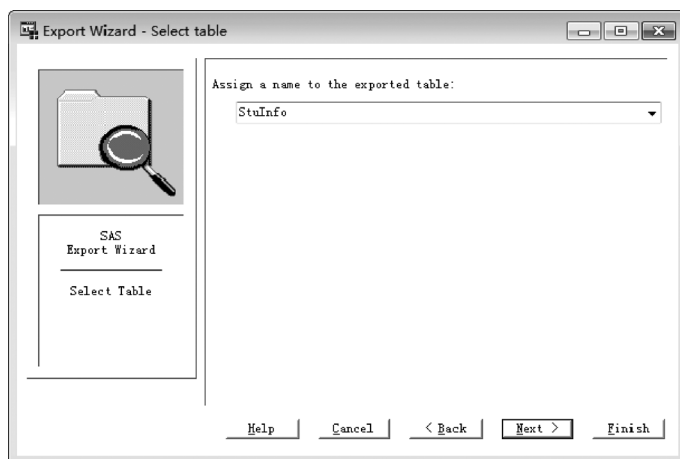 Export Wizard - Select table
Assign a name to the exported table:
StuInfo
SAS
Export Wizard
Select Table
Help Cancel < Back Next > Finish